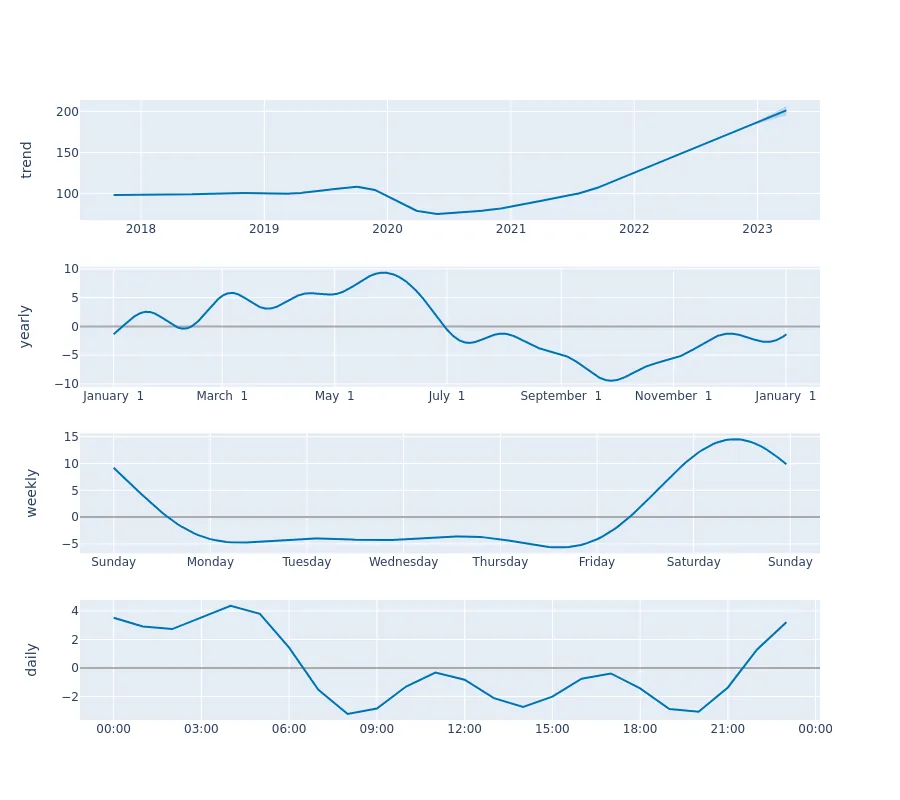 200
150
100
trend
2018 2019 2020 2021 2022 2023
10
5
0
−5
−10
yearly
January 1 March 1 May 1 July 1 September 1 November 1 January 1
15
10
5
0
−5
weekly
Sunday Monday Tuesday Wednesday Thursday Friday Saturday Sunday
4
2
0
−2
daily
00:00 03:00 06:00 09:00 12:00 15:00 18:00 21:00 00:00